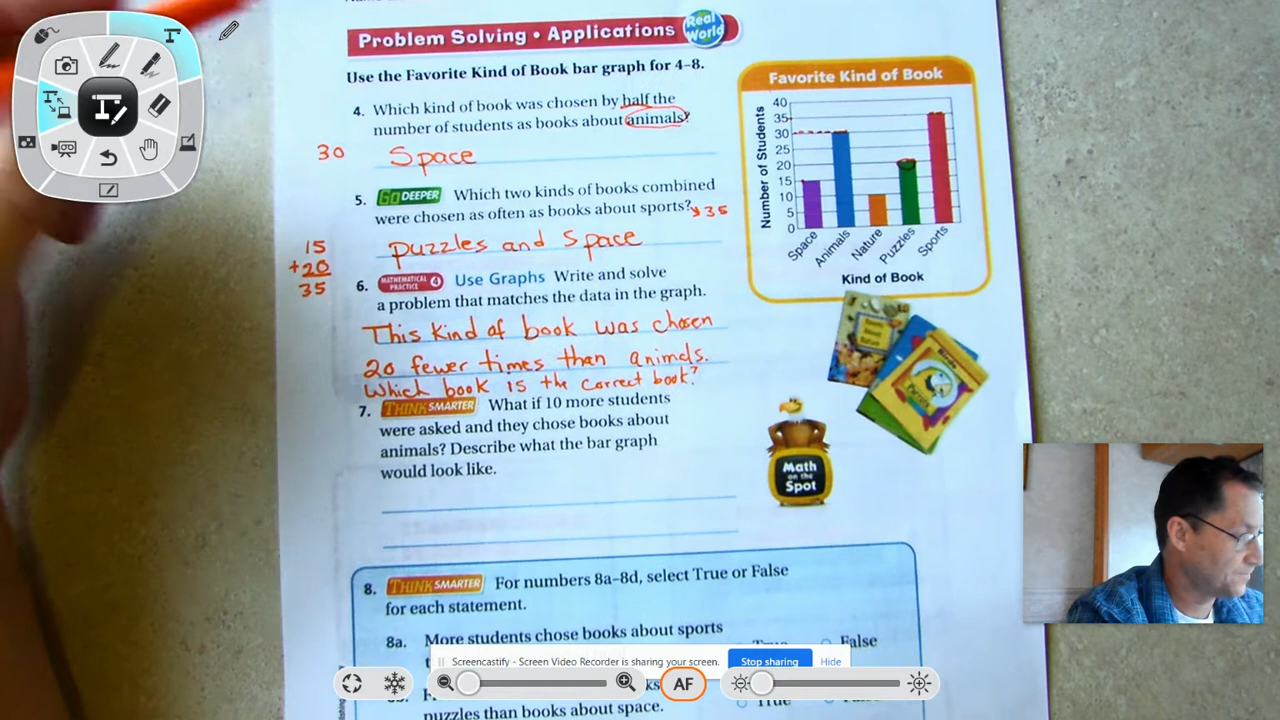 Problem Solving • Applications
Real
World
Use the Favorite Kind of Book bar graph for 4–8.
4. Which kind of book was chosen by half the
number of students as books about animals?
30 Space
5. GO DEEPER Which two kinds of books combined
were chosen as often as books about sports?
35
15
+20
35
puzzles and Space
6. MATHEMATICAL PRACTICE 4 Use Graphs Write and solve
a problem that matches the data in the graph.
This kind of book was chosen
20 fewer times than animals.
Which book is the correct book?
7. THINK SMARTER What if 10 more students
were asked and they chose books about
animals? Describe what the bar graph
would look like.
8. THINK SMARTER For numbers 8a–8d, select True or False
for each statement.
8a. More students chose books about sports
True False
puzzles than books about space.
True
Favorite Kind of Book
Number of Students
40
35
30
25
20
15
10
5
0
Space
Animals
Nature
Puzzles
Sports
Kind of Book
Math
on the
Spot
Screencastify - Screen Video Recorder is sharing your screen.
Stop sharing
Hide
AF